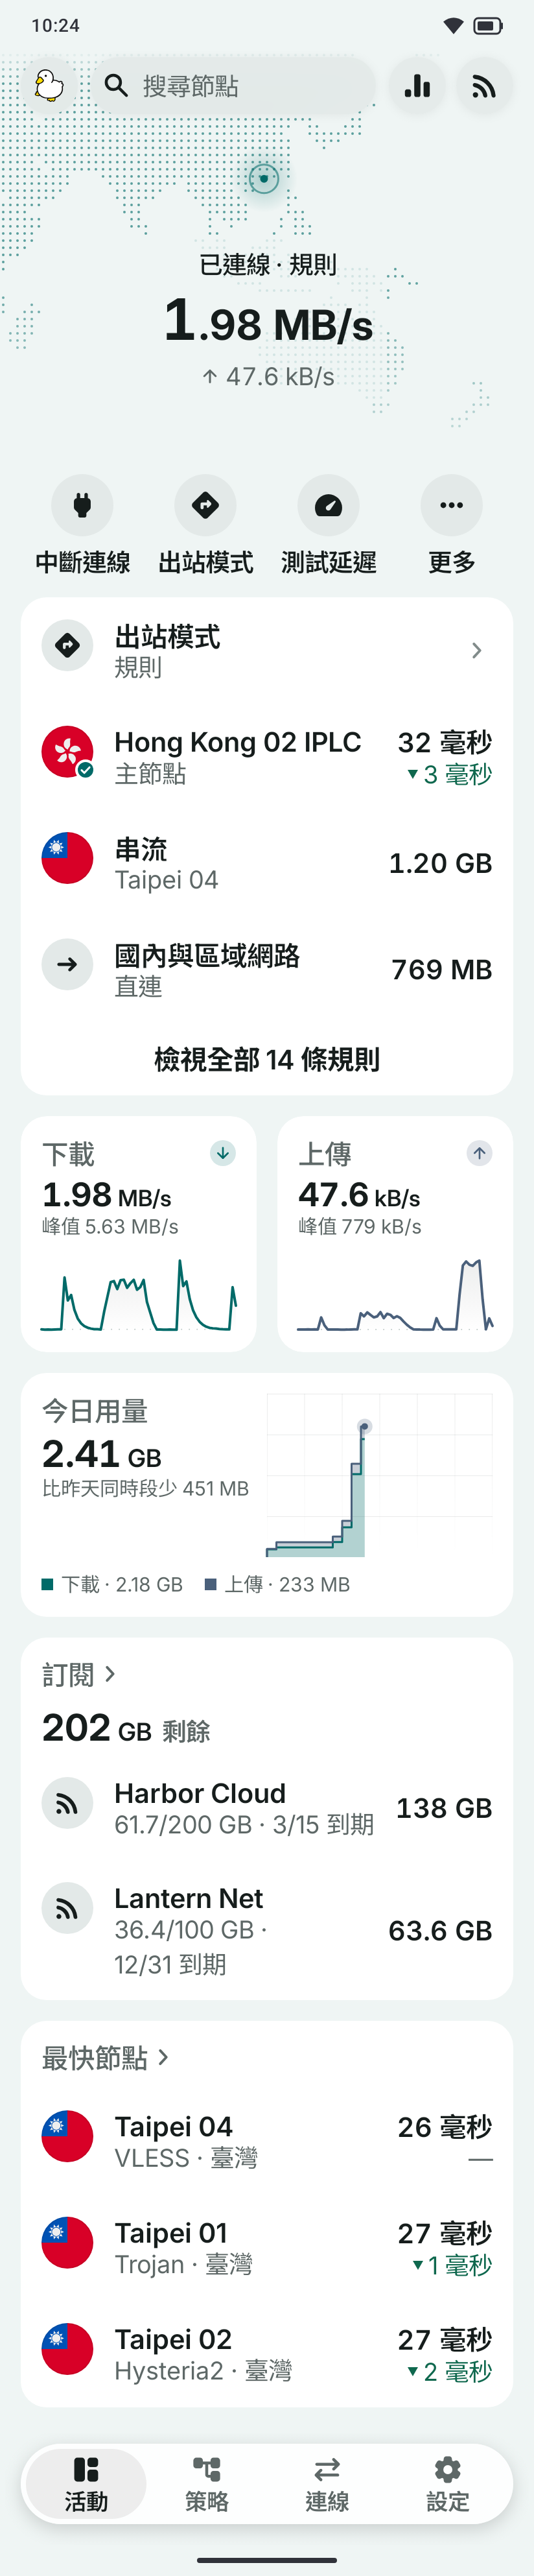 10:24
搜尋節點
已連線 · 規則
1.98 MB/s
↑ 47.6 kB/s
中斷連線 出站模式 測試延遲 更多
出站模式
規則
Hong Kong 02 IPLC 32 毫秒
主節點 ▼3 毫秒
串流
Taipei 04 1.20 GB
國內與區域網路
直連 769 MB
檢視全部 14 條規則
下載
1.98 MB/s
峰值 5.63 MB/s
上傳
47.6 kB/s
峰值 779 kB/s
今日用量
2.41 GB
比昨天同時段少 451 MB
下載 · 2.18 GB 上傳 · 233 MB
訂閱
202 GB 剩餘
Harbor Cloud
61.7/200 GB · 3/15 到期 138 GB
Lantern Net
36.4/100 GB · 63.6 GB
12/31 到期
最快節點
Taipei 04 26 毫秒
VLESS · 臺灣 —
Taipei 01 27 毫秒
Trojan · 臺灣 ▼1 毫秒
Taipei 02 27 毫秒
Hysteria2 · 臺灣 ▼2 毫秒
活動 策略 連線 設定